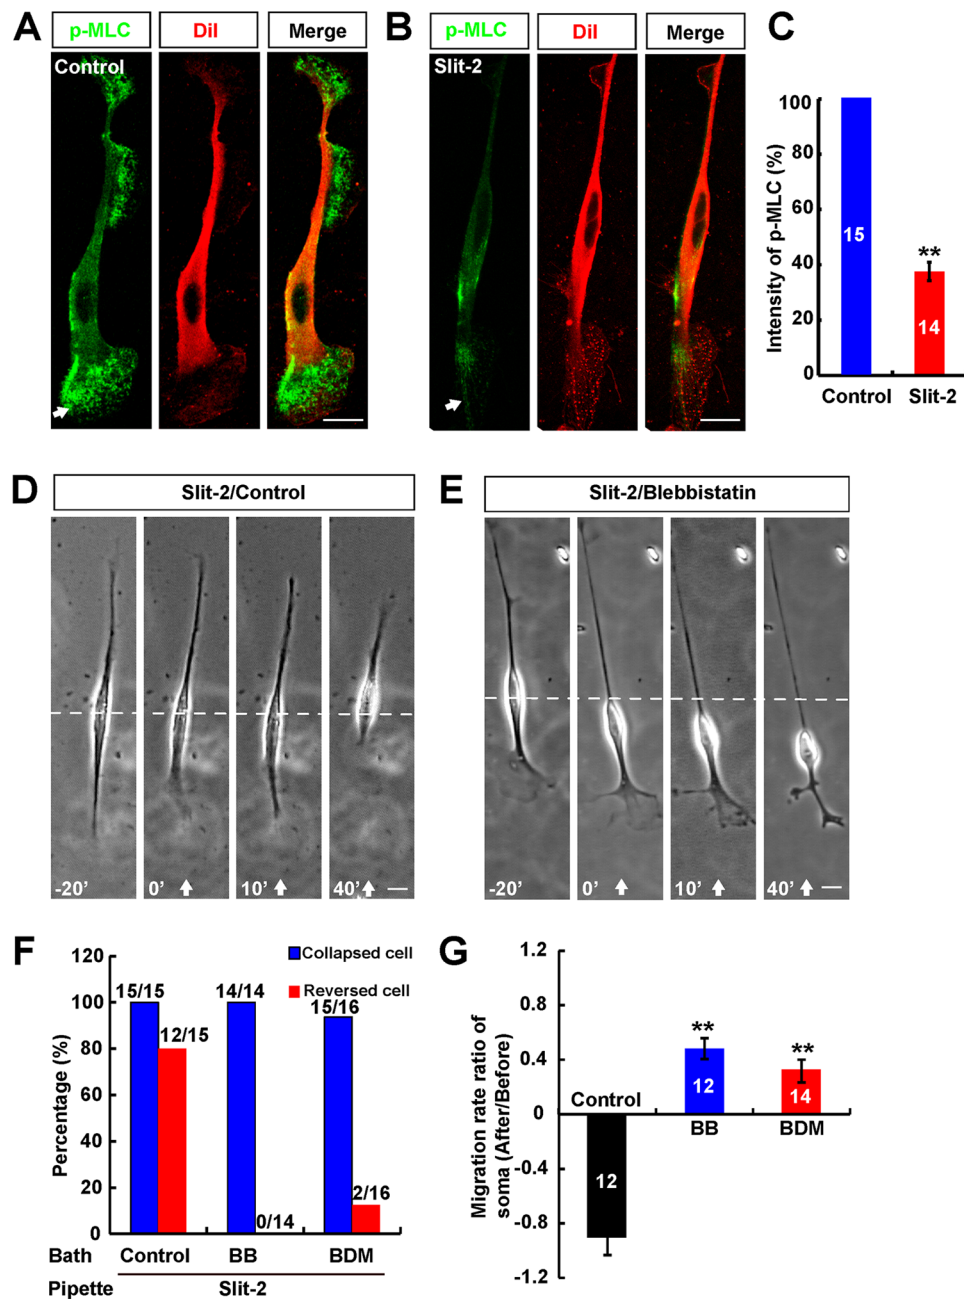 A
p-MLC
DiI
Merge
Control
B
p-MLC
DiI
Merge
Slit-2
C
Intensity of p-MLC (%)
100
80
60
40
20
0
15
**
14
Control
Slit-2
D
Slit-2/Control
-20'
0'
10'
40'
E
Slit-2/Blebbistatin
-20'
0'
10'
40'
F
Percentage (%)
120
100
80
60
40
20
0
Collapsed cell
Reversed cell
15/15
12/15
14/14
0/14
15/16
2/16
Bath Control BB BDM
Pipette Slit-2
G
Migration rate ratio of
soma (After/Before)
1.2
0.8
0.4
0
-0.4
-0.8
-1.2
Control
12
**
12
BB
**
14
BDM